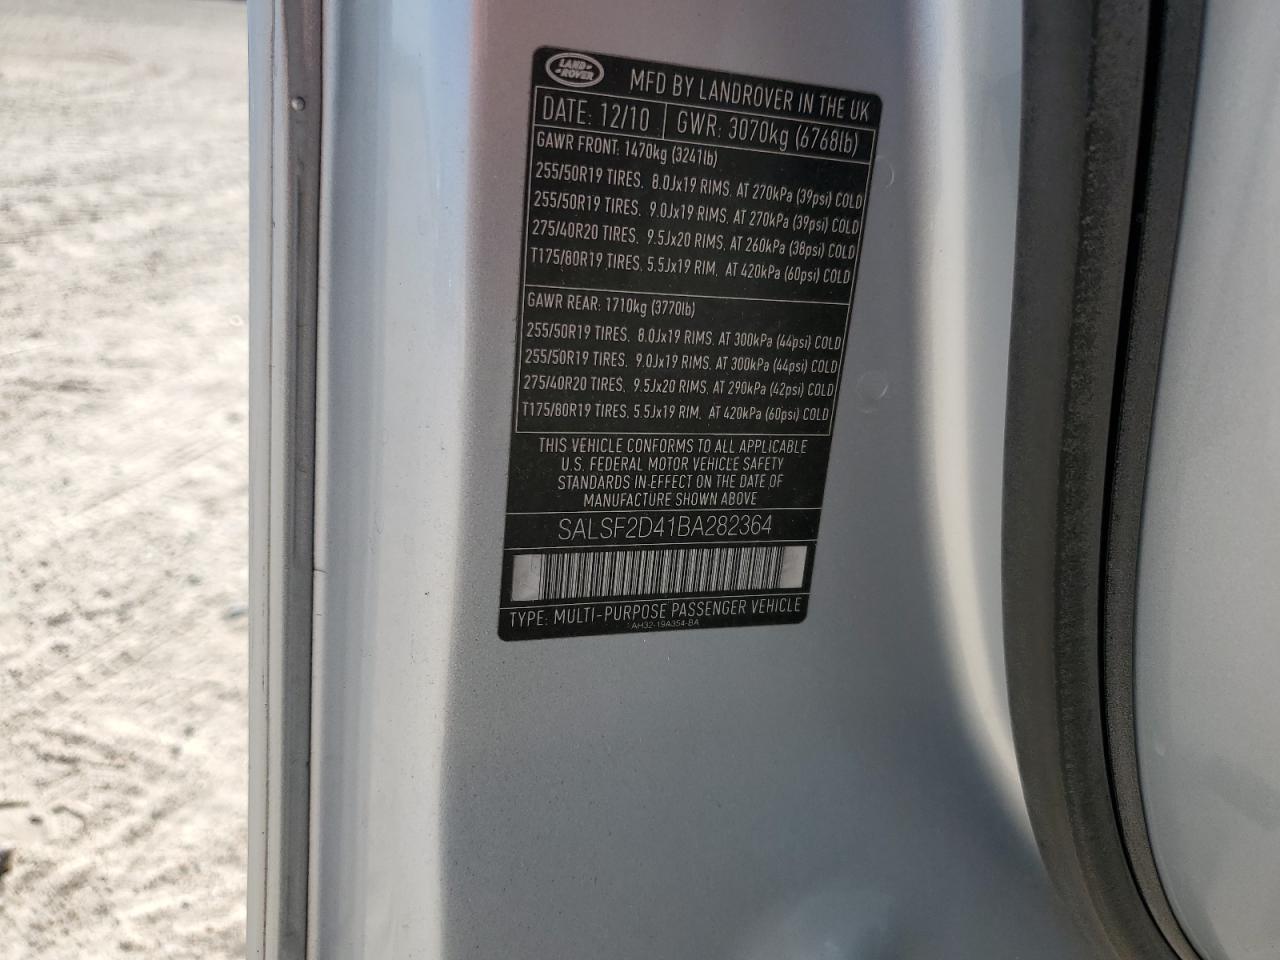 LAND-
-ROVER
MFD BY LANDROVER IN THE UK
DATE: 12/10 GWR: 3070kg (6768lb)
GAWR FRONT: 1470kg (3241lb)
255/50R19 TIRES. 8.0Jx19 RIMS. AT 270kPa (39psi) COLD
255/50R19 TIRES. 9.0Jx19 RIMS. AT 270kPa (39psi) COLD
275/40R20 TIRES. 9.5Jx20 RIMS. AT 260kPa (38psi) COLD
T175/80R19 TIRES. 5.5Jx19 RIM. AT 420kPa (60psi) COLD
GAWR REAR: 1710kg (3770lb)
255/50R19 TIRES. 8.0Jx19 RIMS. AT 300kPa (44psi) COLD
255/50R19 TIRES. 9.0Jx19 RIMS. AT 300kPa (44psi) COLD
275/40R20 TIRES. 9.5Jx20 RIMS. AT 290kPa (42psi) COLD
T175/80R19 TIRES. 5.5Jx19 RIM. AT 420kPa (60psi) COLD
THIS VEHICLE CONFORMS TO ALL APPLICABLE
U.S. FEDERAL MOTOR VEHICLE SAFETY
STANDARDS IN EFFECT ON THE DATE OF
MANUFACTURE SHOWN ABOVE
SALSF2D41BA282364
TYPE: MULTI-PURPOSE PASSENGER VEHICLE
AH32-19A354-BA